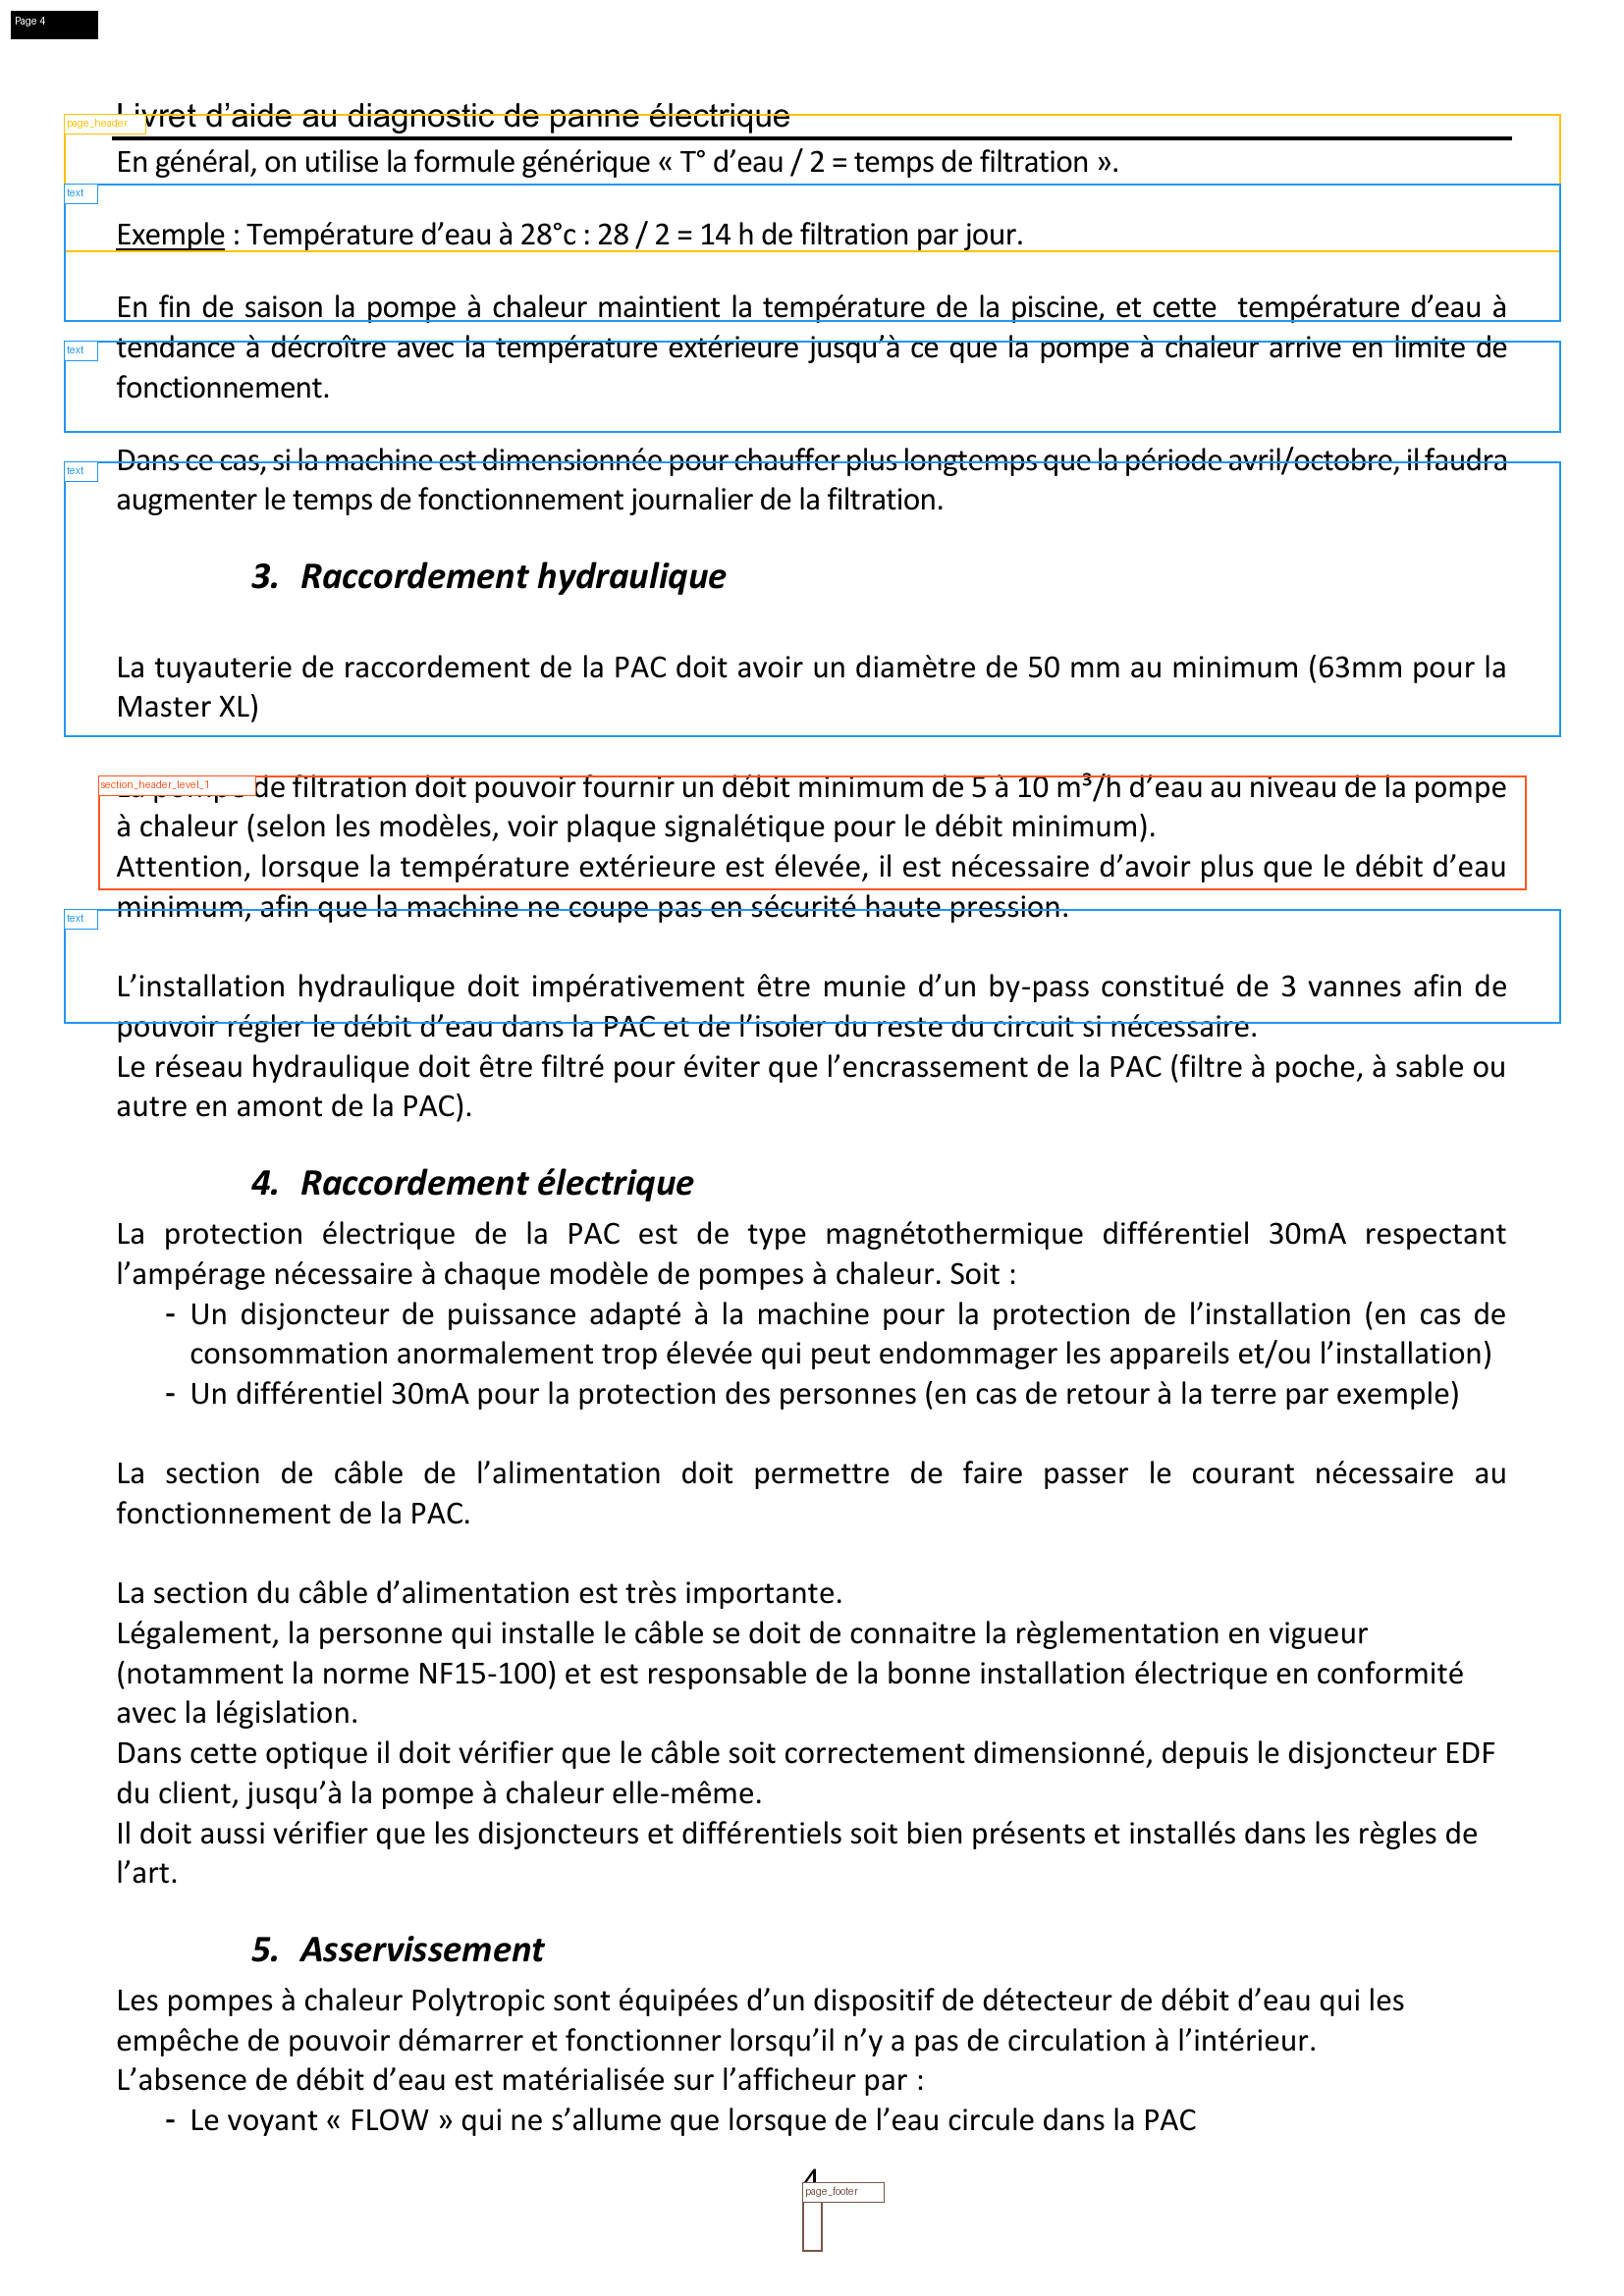 Page 4
Livret d’aide au diagnostic de panne électrique
page_header
En général, on utilise la formule générique « T° d’eau / 2 = temps de filtration ».
text
Exemple : Température d’eau à 28°c : 28 / 2 = 14 h de filtration par jour.
En fin de saison la pompe à chaleur maintient la température de la piscine, et cette température d’eau à
text
tendance à décroître avec la température extérieure jusqu’à ce que la pompe à chaleur arrive en limite de
fonctionnement.
Dans ce cas, si la machine est dimensionnée pour chauffer plus longtemps que la période avril/octobre, il faudra
text
augmenter le temps de fonctionnement journalier de la filtration.
3. Raccordement hydraulique
La tuyauterie de raccordement de la PAC doit avoir un diamètre de 50 mm au minimum (63mm pour la
Master XL)
section_header_level_1
La pompe de filtration doit pouvoir fournir un débit minimum de 5 à 10 m³/h d’eau au niveau de la pompe
à chaleur (selon les modèles, voir plaque signalétique pour le débit minimum).
Attention, lorsque la température extérieure est élevée, il est nécessaire d’avoir plus que le débit d’eau
minimum, afin que la machine ne coupe pas en sécurité haute pression.
text
L’installation hydraulique doit impérativement être munie d’un by-pass constitué de 3 vannes afin de
pouvoir régler le débit d’eau dans la PAC et de l’isoler du reste du circuit si nécessaire.
Le réseau hydraulique doit être filtré pour éviter que l’encrassement de la PAC (filtre à poche, à sable ou
autre en amont de la PAC).
4. Raccordement électrique
La protection électrique de la PAC est de type magnétothermique différentiel 30mA respectant
l’ampérage nécessaire à chaque modèle de pompes à chaleur. Soit :
- Un disjoncteur de puissance adapté à la machine pour la protection de l’installation (en cas de
consommation anormalement trop élevée qui peut endommager les appareils et/ou l’installation)
- Un différentiel 30mA pour la protection des personnes (en cas de retour à la terre par exemple)
La section de câble de l’alimentation doit permettre de faire passer le courant nécessaire au
fonctionnement de la PAC.
La section du câble d’alimentation est très importante.
Légalement, la personne qui installe le câble se doit de connaitre la règlementation en vigueur
(notamment la norme NF15-100) et est responsable de la bonne installation électrique en conformité
avec la législation.
Dans cette optique il doit vérifier que le câble soit correctement dimensionné, depuis le disjoncteur EDF
du client, jusqu’à la pompe à chaleur elle-même.
Il doit aussi vérifier que les disjoncteurs et différentiels soit bien présents et installés dans les règles de
l’art.
5. Asservissement
Les pompes à chaleur Polytropic sont équipées d’un dispositif de détecteur de débit d’eau qui les
empêche de pouvoir démarrer et fonctionner lorsqu’il n’y a pas de circulation à l’intérieur.
L’absence de débit d’eau est matérialisée sur l’afficheur par :
- Le voyant « FLOW » qui ne s’allume que lorsque de l’eau circule dans la PAC
4
page_footer